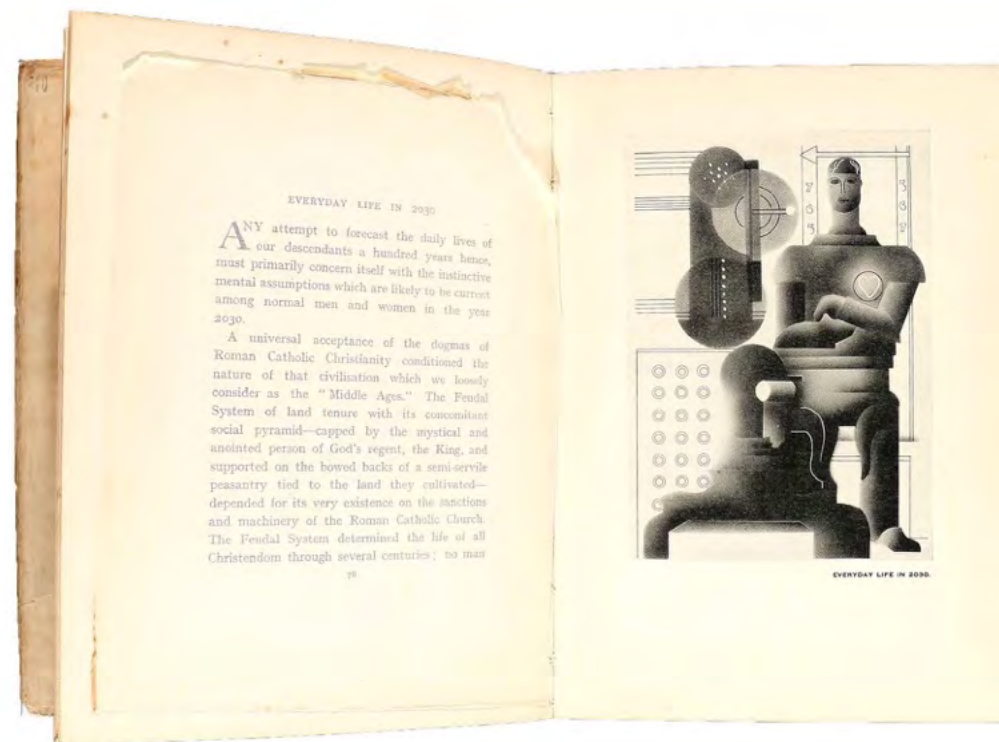 EVERYDAY LIFE IN 2030
ANY attempt to forecast the daily lives of
our descendants a hundred years hence,
must primarily concern itself with the instinctive
mental assumptions which are likely to be current
among normal men and women in the year
2030.
A universal acceptance of the dogmas of
Roman Catholic Christianity conditioned the
nature of that civilisation which we loosely
consider as the "Middle Ages." The Feudal
System of land tenure with its concomitant
social pyramid—capped by the mystical and
anointed person of God's regent, the King, and
supported on the bowed backs of a semi-servile
peasantry tied to the land they cultivated—
depended for its very existence on the sanctions
and machinery of the Roman Catholic Church.
The Feudal System determined the life of all
Christendom through several centuries; no man
EVERYDAY LIFE IN 2030.